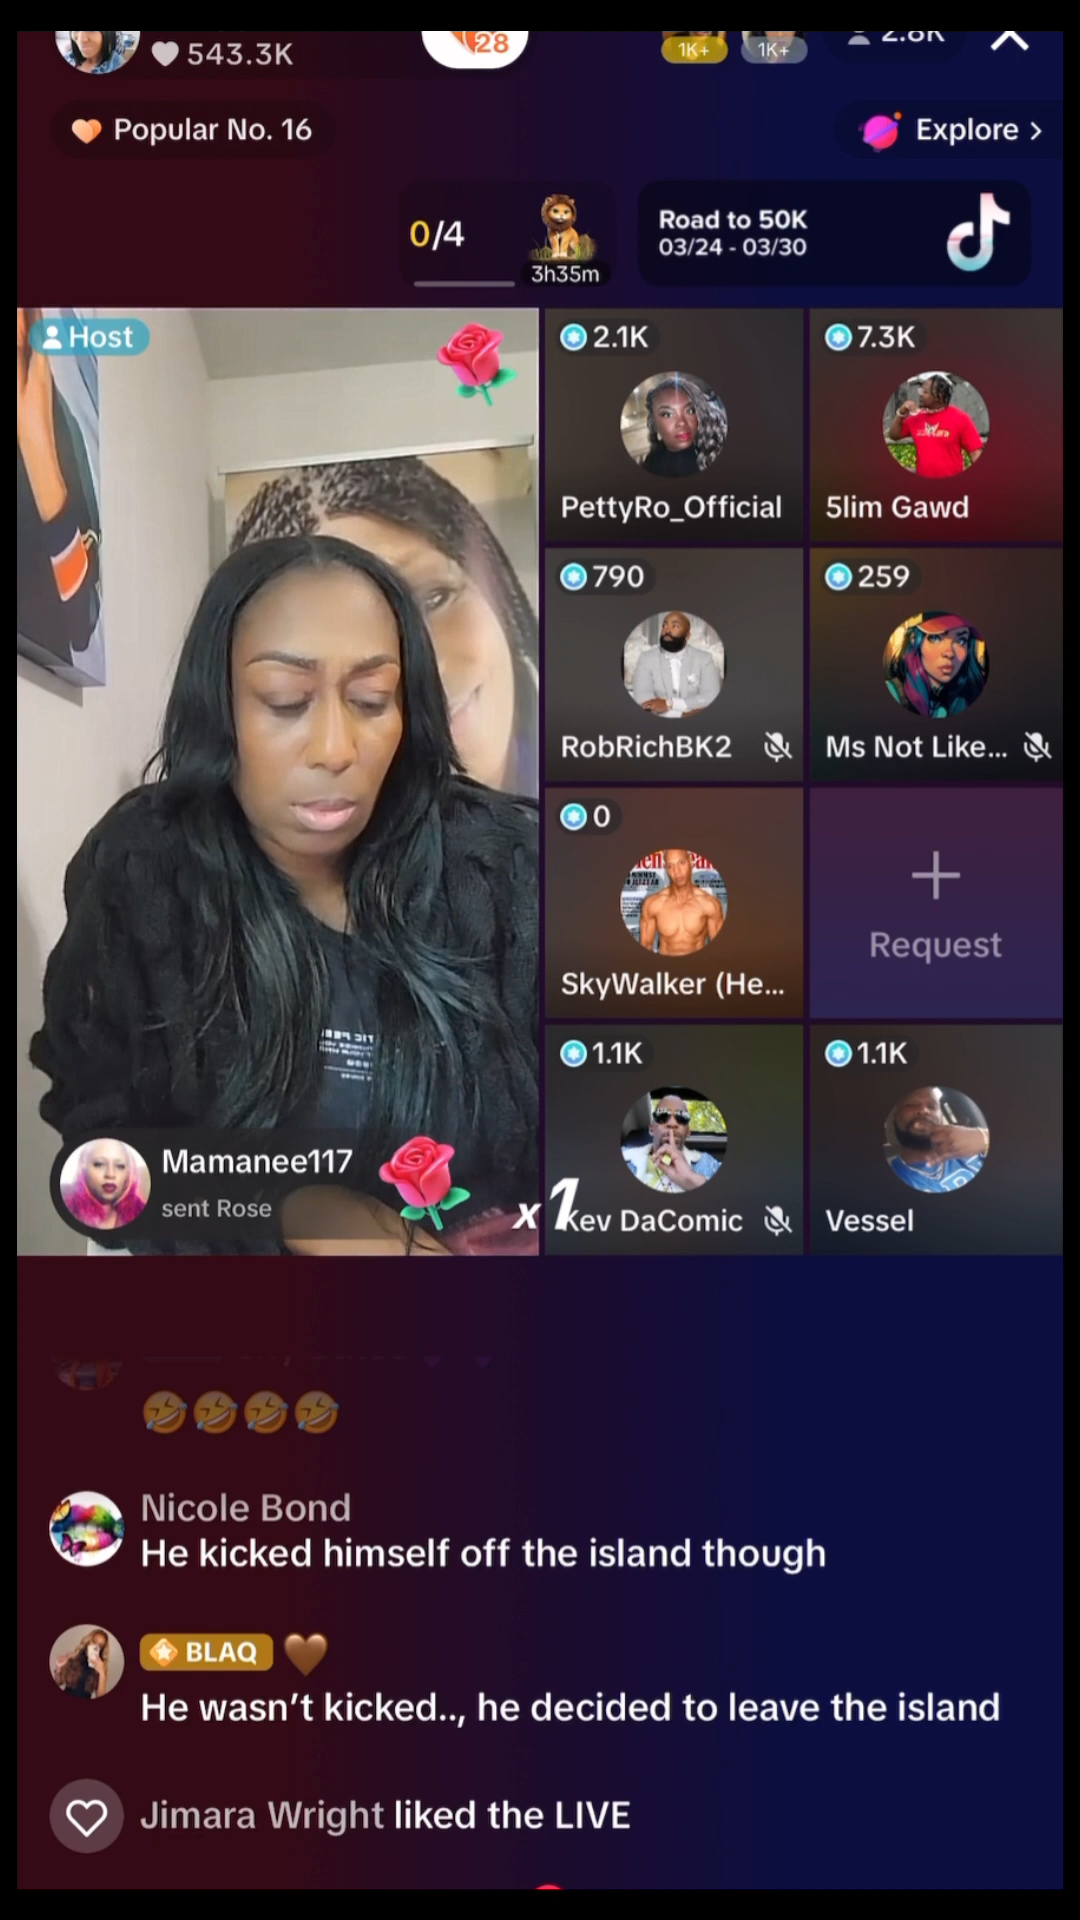 543.3K
28
1K+
1K+
2.8K
Popular No. 16
Explore >
0/4
3h35m
Road to 50K
03/24 - 03/30
Host
2.1K
PettyRo_Official
7.3K
5lim Gawd
790
RobRichBK2
259
Ms Not Like...
0
SkyWalker (He...
Request
1.1K
Kev DaComic
1.1K
Vessel
Mamanee117
sent Rose
x 1
🤣🤣🤣🤣
Nicole Bond
He kicked himself off the island though
BLAQ 🤎
He wasn't kicked.., he decided to leave the island
Jimara Wright liked the LIVE